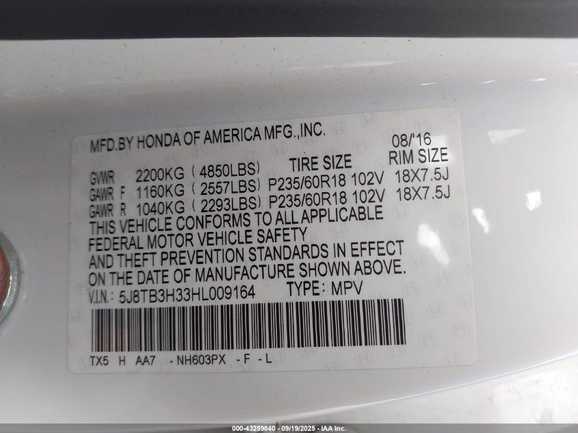 MFD.BY HONDA OF AMERICA MFG.,INC. 08/'16
TIRE SIZE RIM SIZE
GVWR 2200KG ( 4850LBS)
GAWR F 1160KG ( 2557LBS) P235/60R18 102V 18X7.5J
GAWR R 1040KG ( 2293LBS) P235/60R18 102V 18X7.5J
THIS VEHICLE CONFORMS TO ALL APPLICABLE
FEDERAL MOTOR VEHICLE SAFETY
AND THEFT PREVENTION STANDARDS IN EFFECT
ON THE DATE OF MANUFACTURE SHOWN ABOVE.
V.I.N.: 5J8TB3H33HL009164 TYPE: MPV
TX5 H AA7 - NH603PX - F - L
000-43259640 - 09/19/2025 - IAAI, Inc.